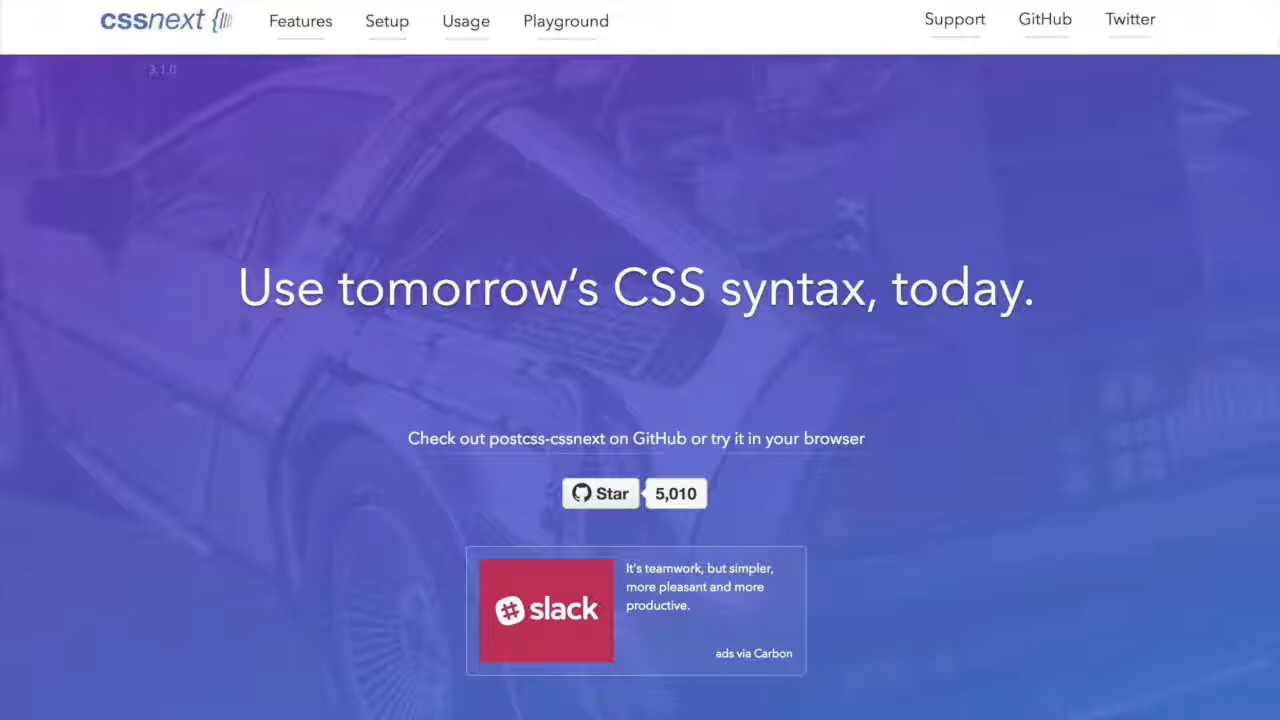 cssnext
Features
Setup
Usage
Playground
Support
GitHub
Twitter
3.1.0
Use tomorrow’s CSS syntax, today.
Check out postcss-cssnext on GitHub or try it in your browser
Star
5,010
slack
It's teamwork, but simpler,
more pleasant and more
productive.
ads via Carbon